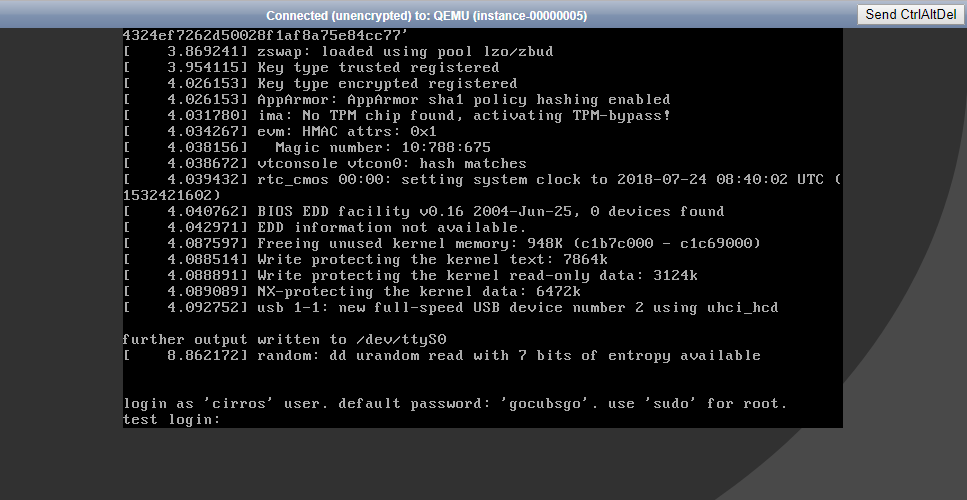 Connected (unencrypted) to: QEMU (instance-00000005)
Send CtrlAltDel
4324ef7262d50028f1af8a75e84cc77'
[    3.869241] zswap: loaded using pool lzo/zbud
[    3.954115] Key type trusted registered
[    4.026153] Key type encrypted registered
[    4.026153] AppArmor: AppArmor sha1 policy hashing enabled
[    4.031780] ima: No TPM chip found, activating TPM-bypass!
[    4.034267] evm: HMAC attrs: 0x1
[    4.038156]   Magic number: 10:788:675
[    4.038672] vtconsole vtcon0: hash matches
[    4.039432] rtc_cmos 00:00: setting system clock to 2018-07-24 08:40:02 UTC (
1532421602)
[    4.040762] BIOS EDD facility v0.16 2004-Jun-25, 0 devices found
[    4.042971] EDD information not available.
[    4.087597] Freeing unused kernel memory: 948K (c1b7c000 - c1c69000)
[    4.088514] Write protecting the kernel text: 7864k
[    4.088891] Write protecting the kernel read-only data: 3124k
[    4.089089] NX-protecting the kernel data: 6472k
[    4.092752] usb 1-1: new full-speed USB device number 2 using uhci_hcd
further output written to /dev/ttyS0
[    8.862172] random: dd urandom read with 7 bits of entropy available
login as 'cirros' user. default password: 'gocubsgo'. use 'sudo' for root.
test login: